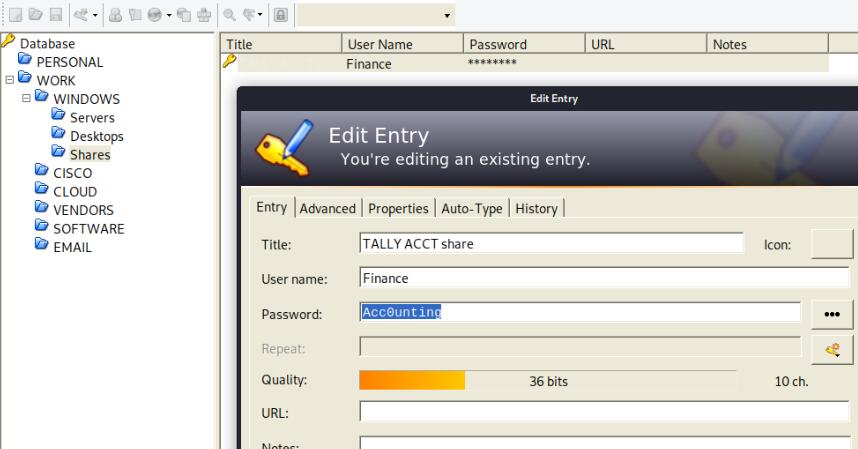 Database
PERSONAL
WORK
WINDOWS
Servers
Desktops
Shares
CISCO
CLOUD
VENDORS
SOFTWARE
EMAIL
Title User Name Password URL Notes
Finance ********
Edit Entry
Edit Entry
You're editing an existing entry.
Entry Advanced Properties Auto-Type History
Title: TALLY ACCT share Icon:
User name: Finance
Password: Acc0unting •••
Repeat:
Quality: 36 bits 10 ch.
URL:
Notes: